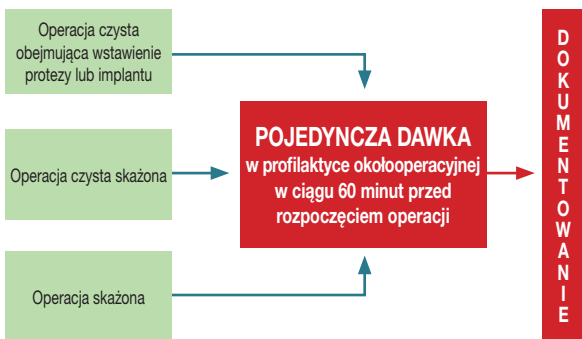 Operacja czysta
obejmująca wstawienie
protezy lub implantu
Operacja czysta skażona
Operacja skażona
POJEDYNCZA DAWKA
w profilaktyce okołooperacyjnej
w ciągu 60 minut przed
rozpoczęciem operacji
DOKUMENTOWANIE